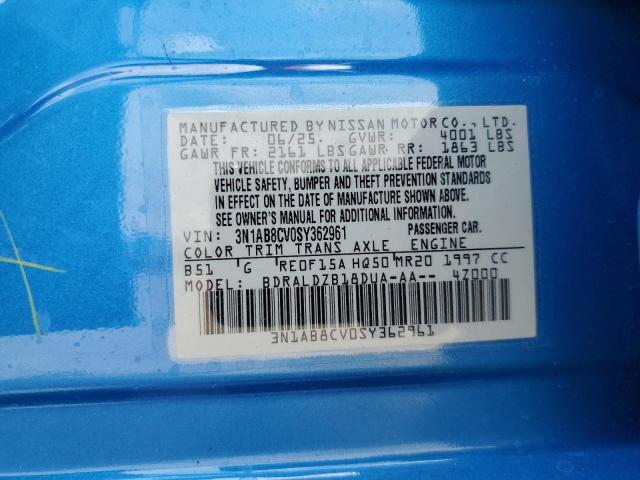 MANUFACTURED BY NISSAN MOTOR CO., LTD.
DATE: 06/25. GVWR: 4001 LBS
GAWR FR: 2161 LBS GAWR RR: 1863 LBS
THIS VEHICLE CONFORMS TO ALL APPLICABLE FEDERAL MOTOR
VEHICLE SAFETY, BUMPER AND THEFT PREVENTION STANDARDS
IN EFFECT ON THE DATE OF MANUFACTURE SHOWN ABOVE.
SEE OWNER'S MANUAL FOR ADDITIONAL INFORMATION.
VIN: 3N1AB8CV0SY362961 PASSENGER CAR.
COLOR TRIM TRANS AXLE ENGINE
B51 'G RE0F15A HQ50 MR20 1997 CC
MODEL: BDRALDZB18DUA-AA-- 4Z000
3N1AB8CV0SY362961